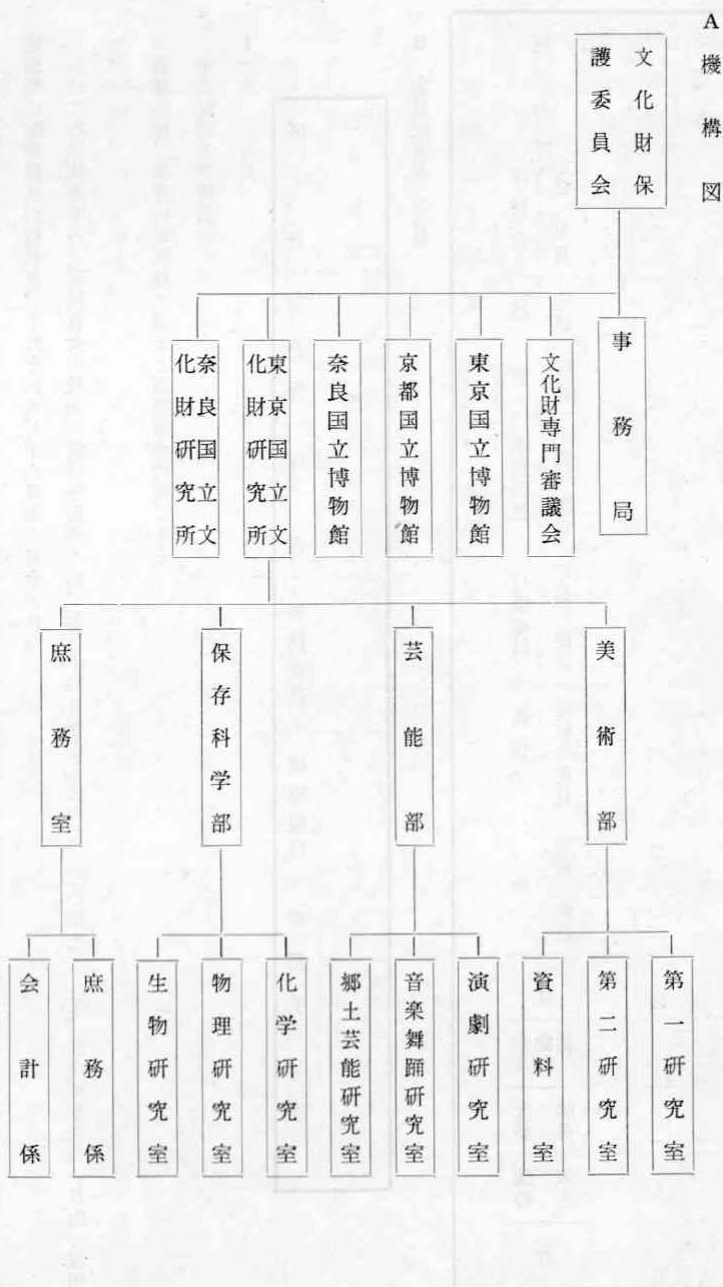 A 機構図
文化財保
護委員会
事務局
文化財専門審議会
東京国立博物館
京都国立博物館
奈良国立博物館
東京国立文
化財研究所
奈良国立文
化財研究所
美術部
芸能部
保存科学部
庶務室
第一研究室
第二研究室
資料室
演劇研究室
音楽舞踊研究室
郷土芸能研究室
化学研究室
物理研究室
生物研究室
庶務係
会計係